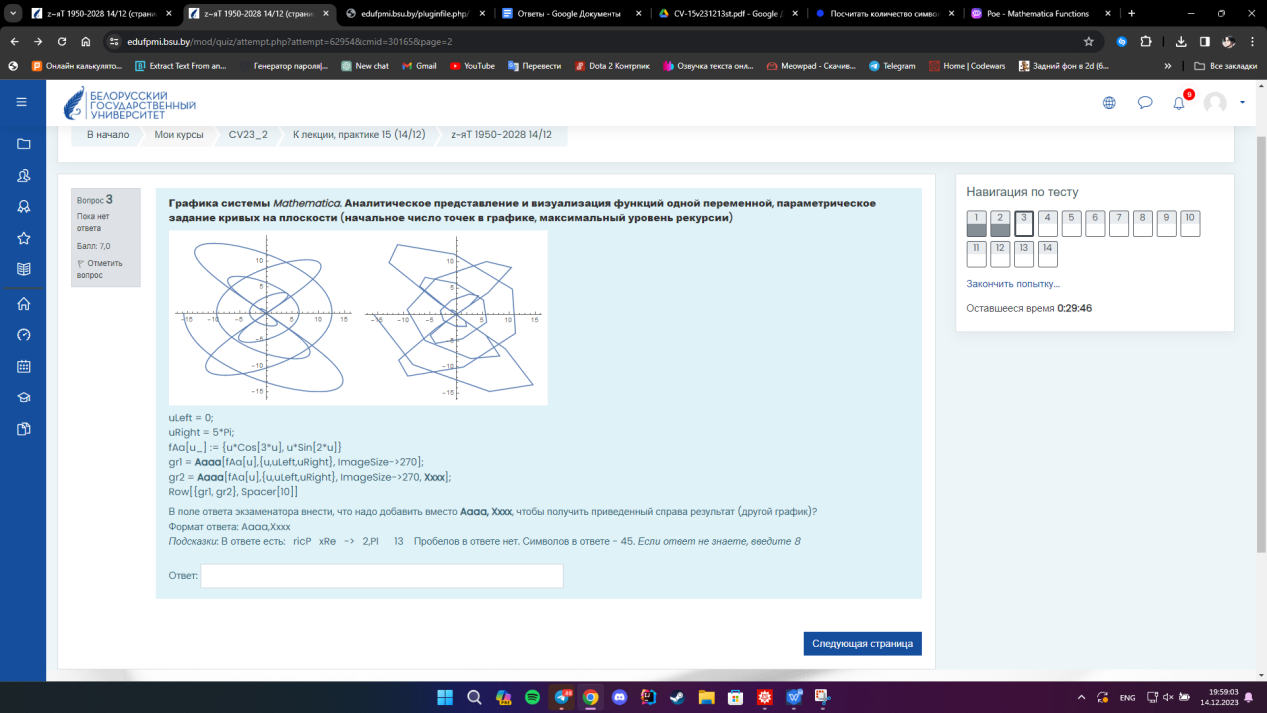 z~яТ 1950-2028 14/12 (страни
z~яТ 1950-2028 14/12 (страни
edufpmi.bsu.by/pluginfile.php/
Ответы - Google Документы
CV-15v231213st.pdf - Google
Посчитать количество символ
Poe - Mathematica Functions
edufpmi.bsu.by/mod/quiz/attempt.php?attempt=62954&cmid=30165&page=2
Онлайн калькулято...
Extract Text From an...
Генератор пароля|...
New chat
Gmail
YouTube
Перевести
Dota 2 Контрпик
Озвучка текста онл...
Meowpad - Скачив...
Telegram
Home | Codewars
Задний фон в 2d (6...
»
Все закладки
БЕЛОРУССКИЙ
ГОСУДАРСТВЕННЫЙ
УНИВЕРСИТЕТ
9
В начало
Мои курсы
CV23_2
К лекции, практике 15 (14/12)
z~яТ 1950-2028 14/12
Вопрос 3
Пока нет
ответа
Балл: 7,0
Отметить
вопрос
Графика системы Mathematica. Аналитическое представление и визуализация функций одной переменной, параметрическое
задание кривых на плоскости (начальное число точек в графике, максимальный уровень рекурсии)
10
5
-15 -10 -5 5 10 15
-5
-10
-15
10
5
-15 -10 -5 5 10 15
-5
-10
-15
uLeft = 0;
uRight = 5*Pi;
fAa[u_] := {u*Cos[3*u], u*Sin[2*u]}
gr1 = Aaaa[fAa[u],{u,uLeft,uRight}, ImageSize->270];
gr2 = Aaaa[fAa[u],{u,uLeft,uRight}, ImageSize->270, Xxxx];
Row[{gr1, gr2}, Spacer[10]]
В поле ответа экзаменатора внести, что надо добавить вместо Aaaa, Xxxx, чтобы получить приведенный справа результат (другой график)?
Формат ответа: Aaaa,Xxxx
Подсказки: В ответе есть: ricP xRe -> 2,Pl 13 Пробелов в ответе нет. Символов в ответе - 45. Если ответ не знаете, введите 8
Ответ:
Следующая страница
Навигация по тесту
1 2 3 4 5 6 7 8 9 10
11 12 13 14
Закончить попытку...
Оставшееся время 0:29:46
ENG
19:59:03
14.12.2023